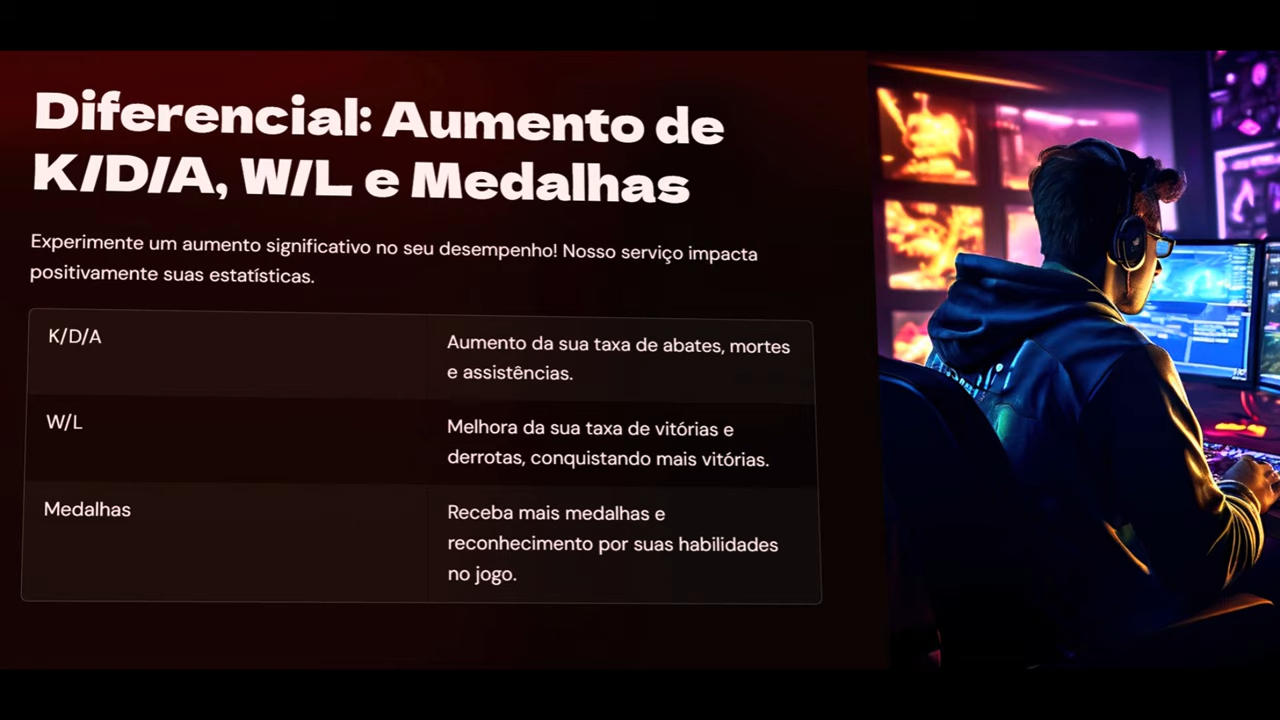 Diferencial: Aumento de
K/D/A, W/L e Medalhas
Experimente um aumento significativo no seu desempenho! Nosso serviço impacta
positivamente suas estatísticas.
K/D/A
Aumento da sua taxa de abates, mortes
e assistências.
W/L
Melhora da sua taxa de vitórias e
derrotas, conquistando mais vitórias.
Medalhas
Receba mais medalhas e
reconhecimento por suas habilidades
no jogo.